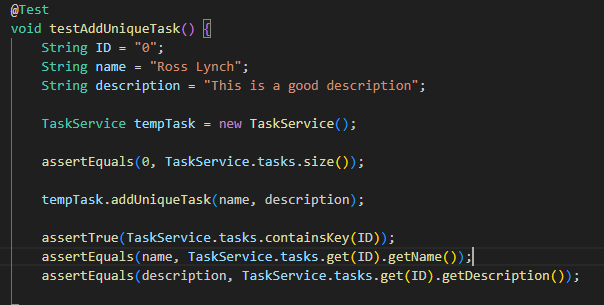 @Test
void testAddUniqueTask() {
String ID = "0";
String name = "Ross Lynch";
String description = "This is a good description";
TaskService tempTask = new TaskService();
assertEquals(0, TaskService.tasks.size());
tempTask.addUniqueTask(name, description);
assertTrue(TaskService.tasks.containsKey(ID));
assertEquals(name, TaskService.tasks.get(ID).getName());
assertEquals(description, TaskService.tasks.get(ID).getDescription());